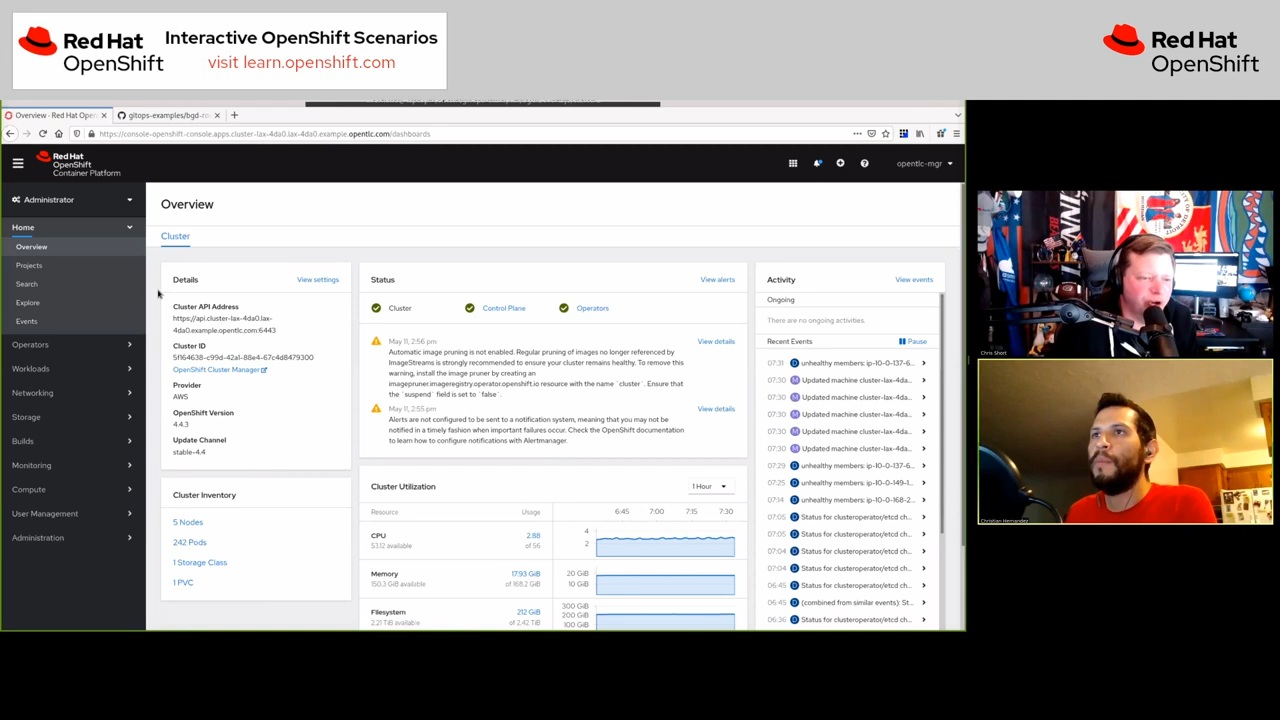 Red Hat
OpenShift
Interactive OpenShift Scenarios
visit learn.openshift.com
Red Hat
OpenShift
Overview · Red Hat Open
gitops-examples/bgd-ro
https://console-openshift-console.apps.cluster-lax-4da0.lax-4da0.example.opentlc.com/dashboards
Red Hat
OpenShift
Container Platform
opentlc-mgr
Administrator
Home
Overview
Projects
Search
Explore
Events
Operators
Workloads
Networking
Storage
Builds
Monitoring
Compute
User Management
Administration
Overview
Cluster
Details
View settings
Cluster API Address
https://api.cluster-lax-4da0.lax-
4da0.example.opentlc.com:6443
Cluster ID
5f164638-c99d-42a1-88e4-67c4d8479300
OpenShift Cluster Manager
Provider
AWS
OpenShift Version
4.4.3
Update Channel
stable-4.4
Cluster Inventory
5 Nodes
242 Pods
1 Storage Class
1 PVC
Status
View alerts
Cluster
Control Plane
Operators
May 11, 2:56 pm
View details
Automatic image pruning is not enabled. Regular pruning of images no longer referenced by
ImageStreams is strongly recommended to ensure your cluster remains healthy. To remove
this warning, install the image pruner by creating an
imagepruner.imageregistry.operator.openshift.io resource with the name `cluster`. Ensure that
the `suspend` field is set to `false`.
May 11, 2:55 pm
View details
Alerts are not configured to be sent to a notification system, meaning that you may not be
notified in a timely fashion when important failures occur. Check the OpenShift documentation
to learn how to configure notifications with Alertmanager.
Cluster Utilization
1 Hour
Resource
Usage
6:45 7:00 7:15 7:30
CPU
2.88
53.12 available
of 56
4
2
Memory
17.93 GiB
150.3 GiB available
of 168.2 GiB
20 GiB
10 GiB
Filesystem
212 GiB
2.21 TiB available
of 2.42 TiB
300 GiB
200 GiB
100 GiB
Activity
View events
Ongoing
There are no ongoing activities.
Recent Events
Pause
07:31 D unhealthy members: ip-10-0-137-6...
07:30 M Updated machine cluster-lax-4da...
07:30 M Updated machine cluster-lax-4da...
07:30 M Updated machine cluster-lax-4da...
07:30 M Updated machine cluster-lax-4da...
07:30 M Updated machine cluster-lax-4da...
07:29 D unhealthy members: ip-10-0-137-6...
07:25 D unhealthy members: ip-10-0-149-1...
07:14 D unhealthy members: ip-10-0-168-2...
07:05 D Status for clusteroperator/etcd ch...
07:05 D Status for clusteroperator/etcd ch...
07:04 D Status for clusteroperator/etcd ch...
07:04 D Status for clusteroperator/etcd ch...
06:45 D Status for clusteroperator/etcd ch...
06:45 D (combined from similar events): St...
06:36 D Status for clusteroperator/etcd ch...
Chris Short
Christian Hernandez